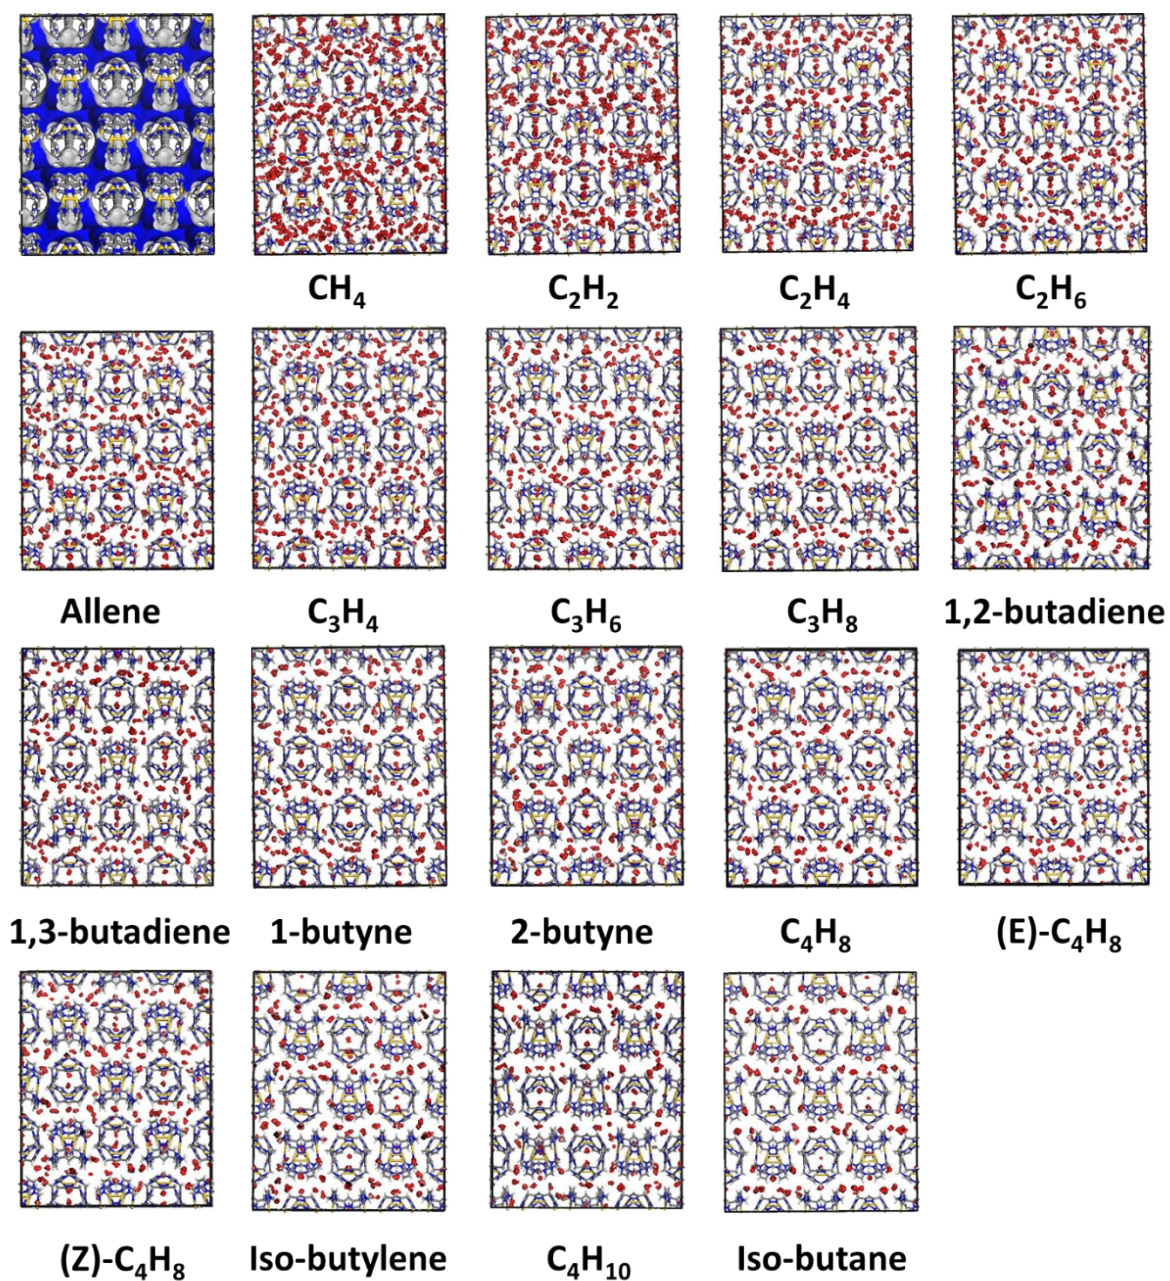 CH₄ C₂H₂ C₂H₄ C₂H₆
Allene C₃H₄ C₃H₆ C₃H₈ 1,2-butadiene
1,3-butadiene 1-butyne 2-butyne C₄H₈ (E)-C₄H₈
(Z)-C₄H₈ Iso-butylene C₄H₁₀ Iso-butane